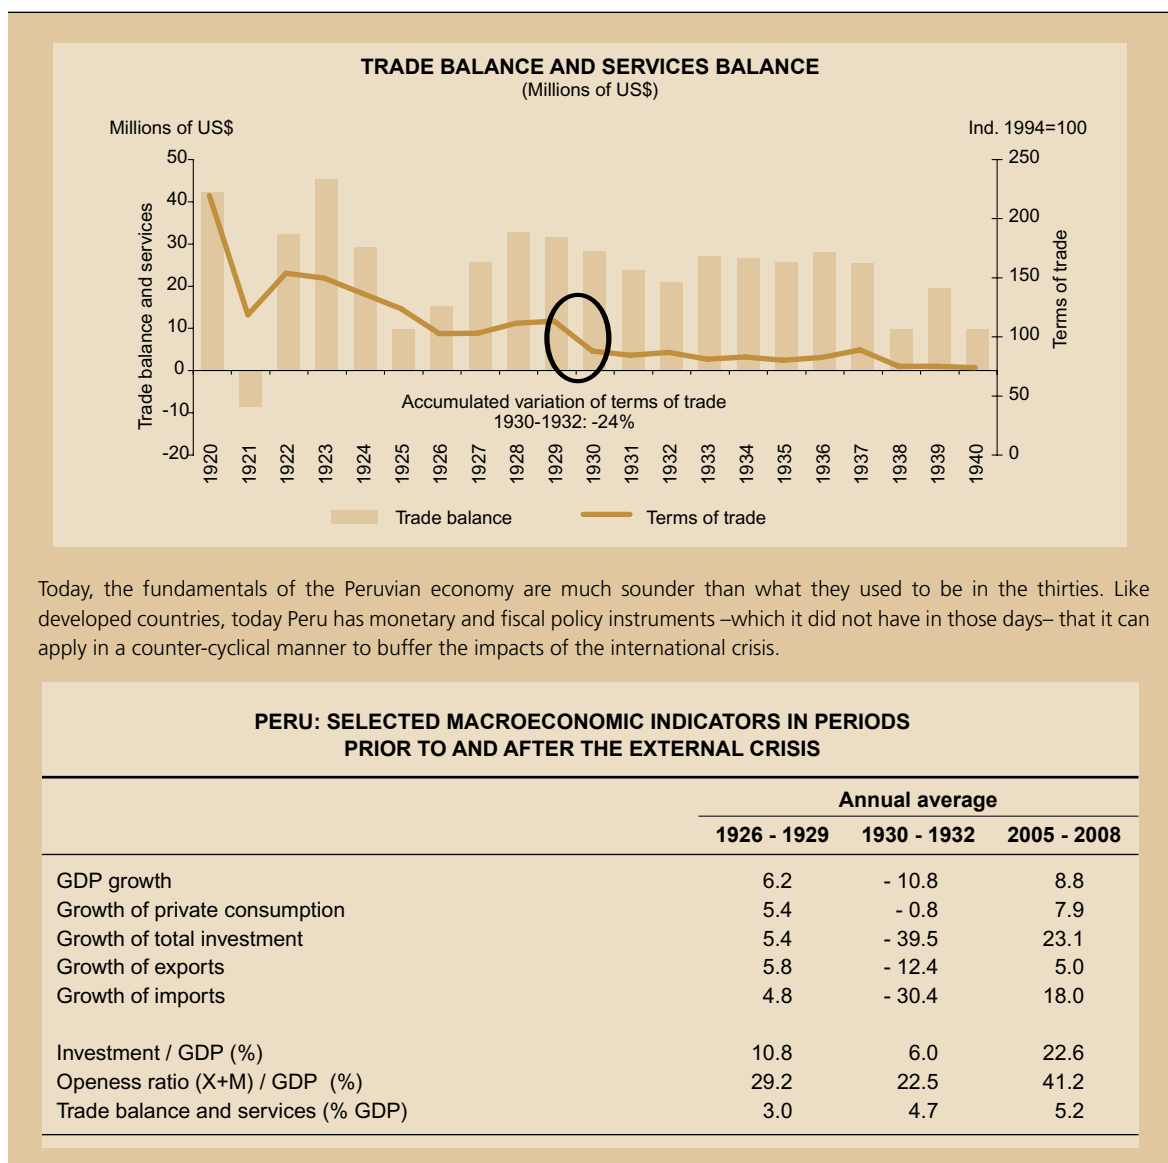 TRADE BALANCE AND SERVICES BALANCE
(Millions of US$)
Millions of US$
Ind. 1994=100
Trade balance and services
50
40
30
20
10
0
-10
-20
250
200
150
100
50
0
Terms of trade
Accumulated variation of terms of trade
1930-1932: -24%
1920 1921 1922 1923 1924 1925 1926 1927 1928 1929 1930 1931 1932 1933 1934 1935 1936 1937 1938 1939 1940
Trade balance Terms of trade
Today, the fundamentals of the Peruvian economy are much sounder than what they used to be in the thirties. Like
developed countries, today Peru has monetary and fiscal policy instruments –which it did not have in those days– that it can
apply in a counter-cyclical manner to buffer the impacts of the international crisis.
PERU: SELECTED MACROECONOMIC INDICATORS IN PERIODS
PRIOR TO AND AFTER THE EXTERNAL CRISIS
Annual average
1926 - 1929 1930 - 1932 2005 - 2008
GDP growth 6.2 - 10.8 8.8
Growth of private consumption 5.4 - 0.8 7.9
Growth of total investment 5.4 - 39.5 23.1
Growth of exports 5.8 - 12.4 5.0
Growth of imports 4.8 - 30.4 18.0
Investment / GDP (%) 10.8 6.0 22.6
Openess ratio (X+M) / GDP (%) 29.2 22.5 41.2
Trade balance and services (% GDP) 3.0 4.7 5.2